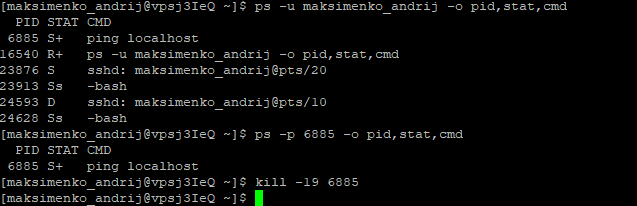 [maksimenko_andrij@vpsj3IeQ ~]$ ps -u maksimenko_andrij -o pid,stat,cmd
  PID STAT CMD
 6885 S+   ping localhost
16540 R+   ps -u maksimenko_andrij -o pid,stat,cmd
23876 S    sshd: maksimenko_andrij@pts/20
23913 Ss   -bash
24593 D    sshd: maksimenko_andrij@pts/10
24628 Ss   -bash
[maksimenko_andrij@vpsj3IeQ ~]$ ps -p 6885 -o pid,stat,cmd
  PID STAT CMD
 6885 S+   ping localhost
[maksimenko_andrij@vpsj3IeQ ~]$ kill -19 6885
[maksimenko_andrij@vpsj3IeQ ~]$